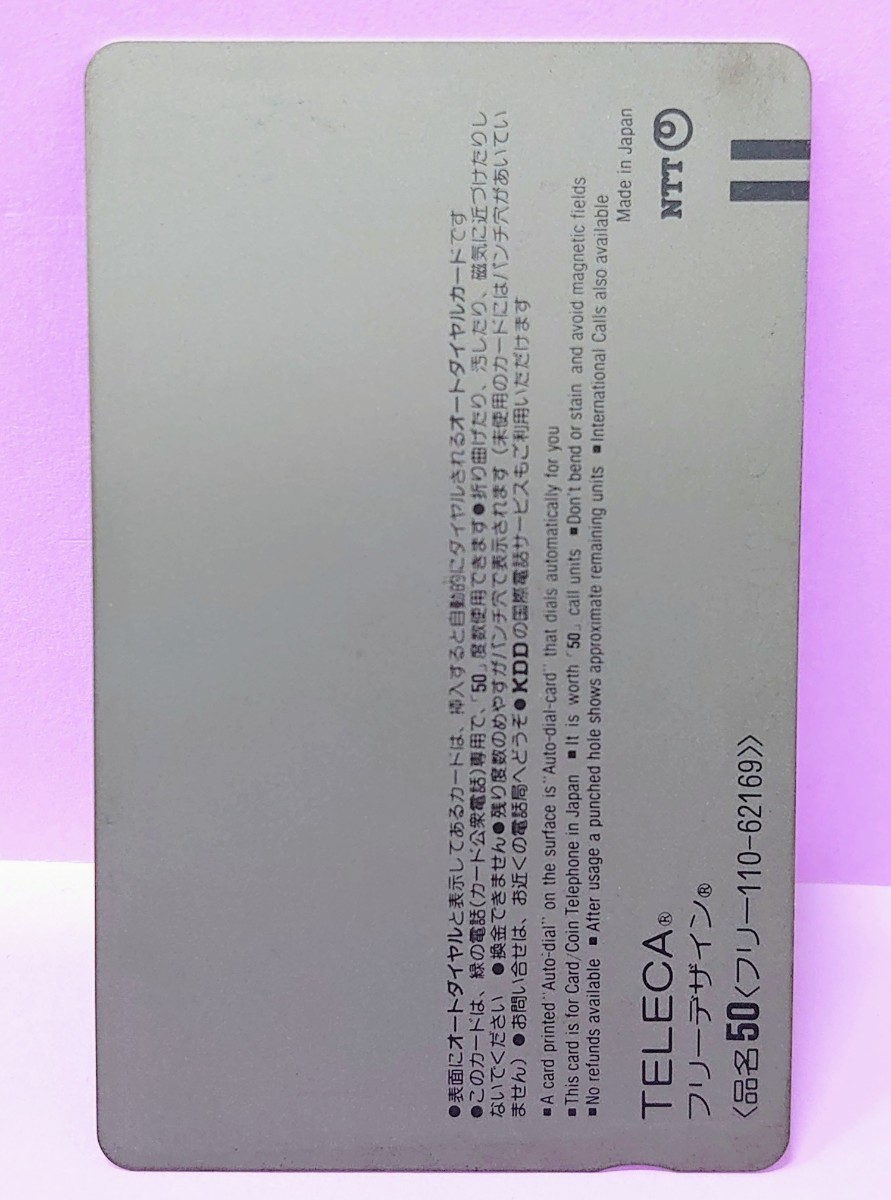 ●表面にオートダイヤルと表示してあるカードは、挿入すると自動的にダイヤルされるオートダイヤルカードです
●このカードは、緑の電話(カード公衆電話)専用で、「50」度数使用できます●折り曲げたり、汚したり、磁気に近づけたりし
ないでください ●換金できません●残り度数のめやすがパンチ穴で表示されます(未使用のカードにはパンチ穴があいてい
ません)●お問い合せは、お近くの電話局へどうぞ●KDDの国際電話サービスもご利用いただけます
■A card printed "Auto-dial" on the surface is "Auto-dial-card" that dials automatically for you
■This card is for Card/Coin Telephone in Japan ■It is worth「50」call units ■Don't bend or stain and avoid magnetic fields
■No refunds available ■After usage a punched hole shows approximate remaining units ■International Calls also available
Made in Japan
TELECA®
NTT
フリーデザイン®
〈品名50〈フリー110-62169〉〉